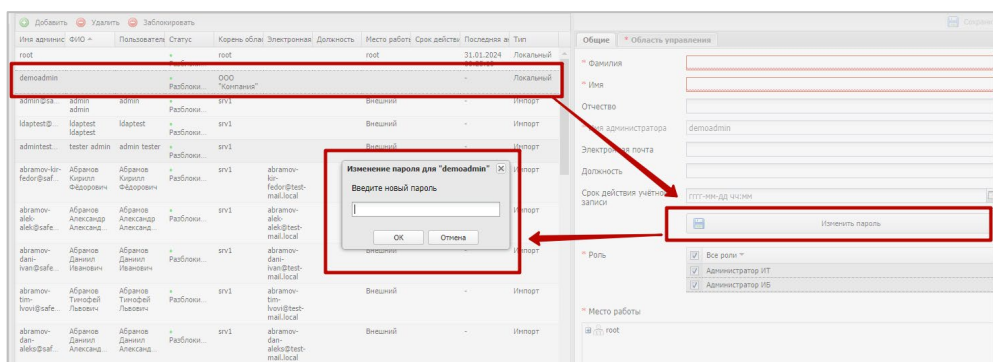 Добавить Удалить Заблокировать
Сохранить
Имя админис ФИО Пользователь Статус Корень облас Электронная Должность Место работы Срок действи Последняя а Тип
root Разблоки... root root 31.01.2024 Локальный
demoadmin Разблоки... ООО "Компания" - Локальный
admin@sa... admin admin admin Разблоки... srv1 Внешний - Импорт
ldaptest@... ldaptest ldaptest ldaptest Разблоки... srv1 Внешний - Импорт
admintest... tester admin admin tester Разблоки... srv1 Внешний - Импорт
abramov-kir-fedor@saf... Абрамов Кирилл Фёдорович Абрамов Кирилл Фёдорович Разблоки... srv1 abramov-kir-fedor@test-mail.local
abramov-alek-alek@safe... Абрамов Александр Александ... Абрамов Александр Александ... Разблоки... srv1 abramov-alek-alek@test-mail.local - Импорт
abramov-dani-ivan@safe... Абрамов Даниил Иванович Абрамов Даниил Иванович Разблоки... srv1 abramov-dani-ivan@test-mail.local Внешний - Импорт
abramov-tim-lvovi@safe... Абрамов Тимофей Львович Абрамов Тимофей Львович Разблоки... srv1 abramov-tim-lvovi@test-mail.local Внешний - Импорт
abramov-dan-aleks@saf... Абрамов Даниил Александ... Абрамов Даниил Александ... Разблоки... srv1 abramov-dan-aleks@test-mail.local Внешний - Импорт
Изменение пароля для "demoadmin"
Введите новый пароль
OK Отмена
Общие * Область управления
* Фамилия
* Имя
Отчество
Имя администратора demoadmin
Электронная почта
Должность
Срок действия учётной записи гггг-мм-дд чч:мм
Изменить пароль
* Роль Все роли
Администратор ИТ
Администратор ИБ
* Место работы
root